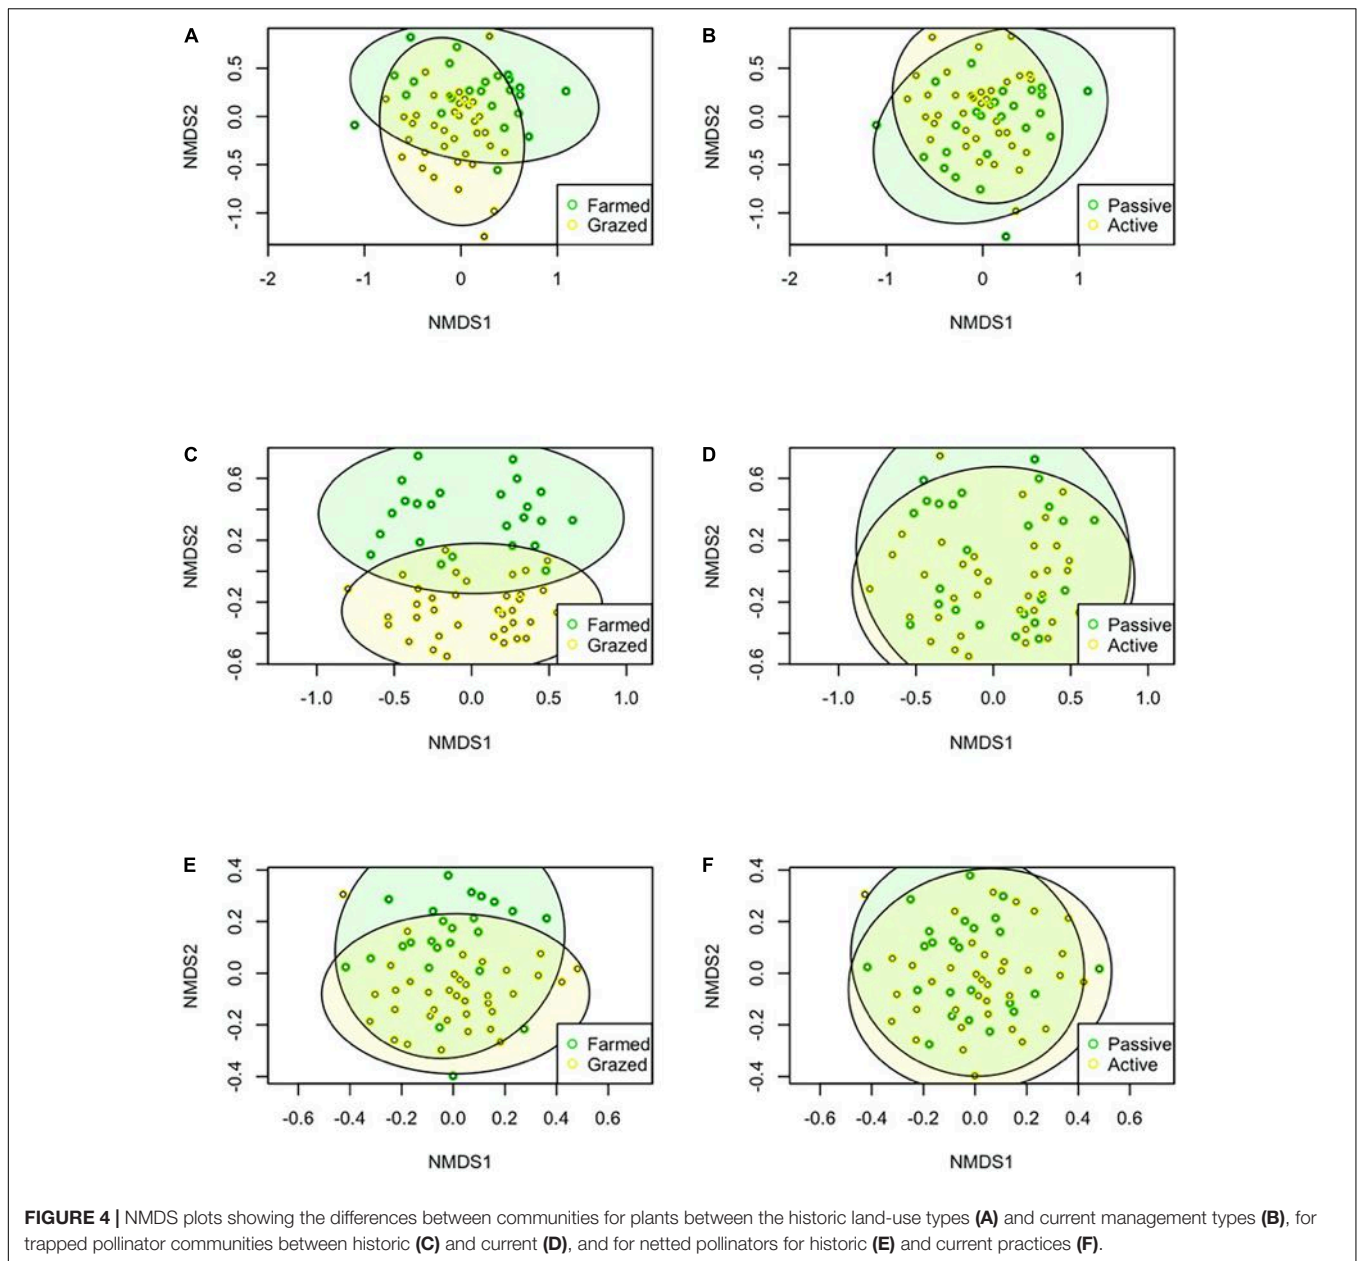 A
NMDS2
0.5
0.0
-0.5
-1.0
Farmed
Grazed
-2 -1 0 1
NMDS1
B
NMDS2
0.5
0.0
-0.5
-1.0
Passive
Active
-2 -1 0 1
NMDS1
C
NMDS2
0.6
0.2
-0.2
-0.6
Farmed
Grazed
-1.0 -0.5 0.0 0.5 1.0
NMDS1
D
NMDS2
0.6
0.2
-0.2
-0.6
Passive
Active
-1.0 -0.5 0.0 0.5 1.0
NMDS1
E
NMDS2
0.4
0.2
0.0
-0.2
-0.4
Farmed
Grazed
-0.6 -0.4 -0.2 0.0 0.2 0.4 0.6
NMDS1
F
NMDS2
0.4
0.2
0.0
-0.2
-0.4
Passive
Active
-0.6 -0.4 -0.2 0.0 0.2 0.4 0.6
NMDS1
FIGURE 4 | NMDS plots showing the differences between communities for plants between the historic land-use types (A) and current management types (B), for
trapped pollinator communities between historic (C) and current (D), and for netted pollinators for historic (E) and current practices (F).